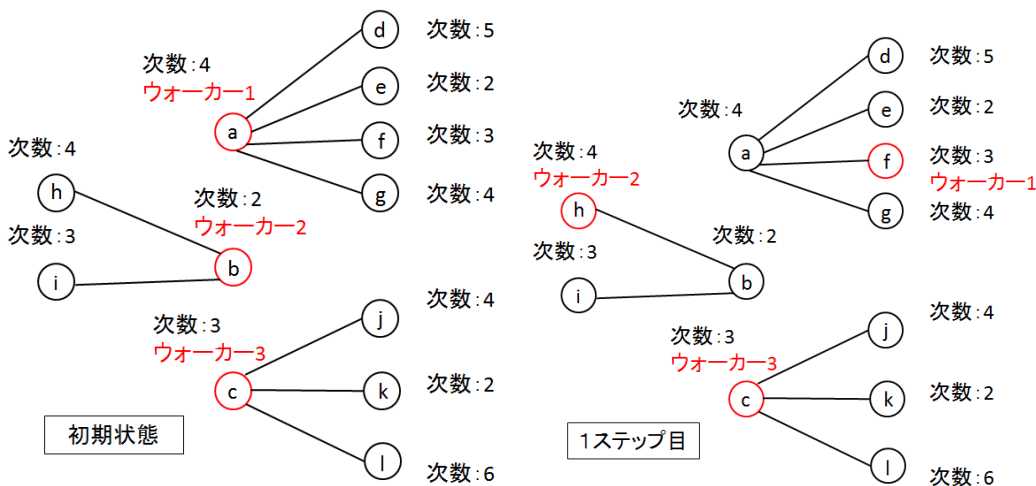 d
次数:5
次数:4
ウォーカー1
e
次数:2
a
f
次数:3
次数:4
h
次数:2
ウォーカー2
g
次数:4
次数:3
i
b
次数:3
ウォーカー3
j
次数:4
c
k
次数:2
初期状態
l
次数:6
d
次数:5
次数:4
e
次数:2
a
f
次数:3
ウォーカー1
次数:4
ウォーカー2
h
g
次数:4
次数:3
i
次数:2
b
次数:3
ウォーカー3
j
次数:4
c
k
次数:2
1ステップ目
l
次数:6